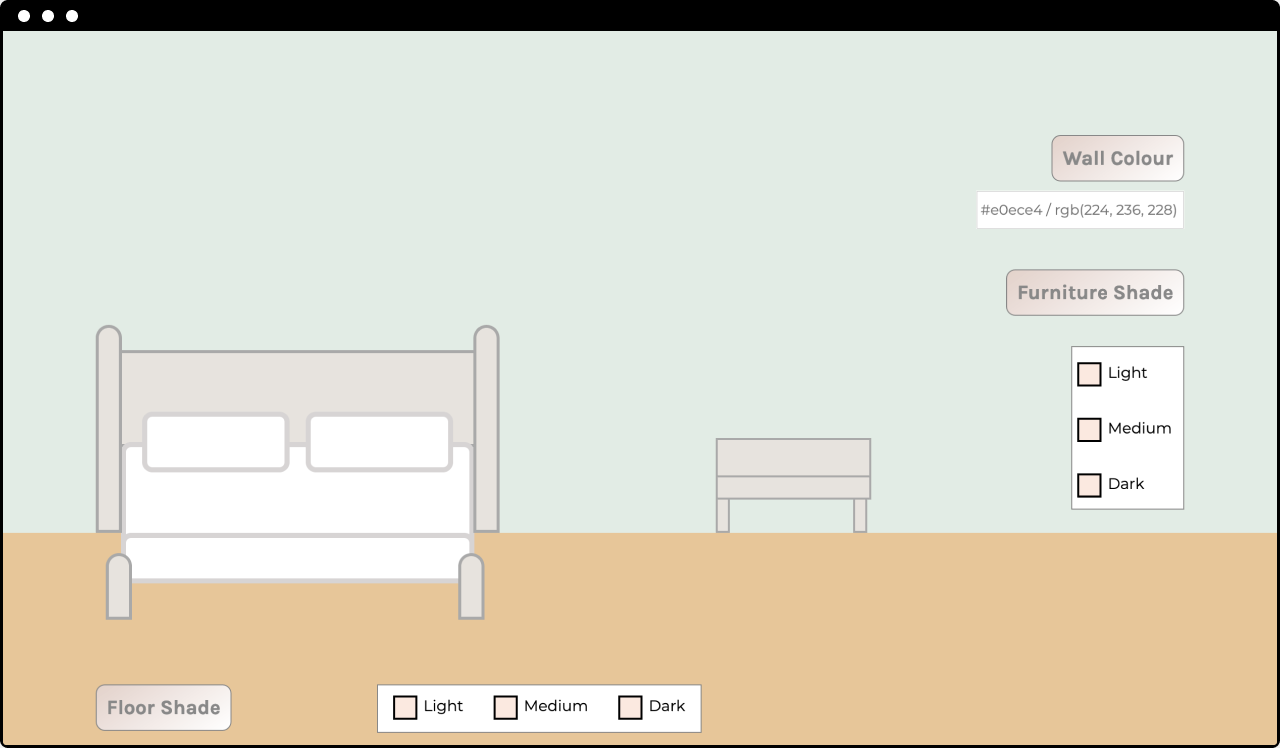 Wall Colour
#e0ece4 / rgb(224, 236, 228)
Furniture Shade
Light
Medium
Dark
Floor Shade
Light Medium Dark